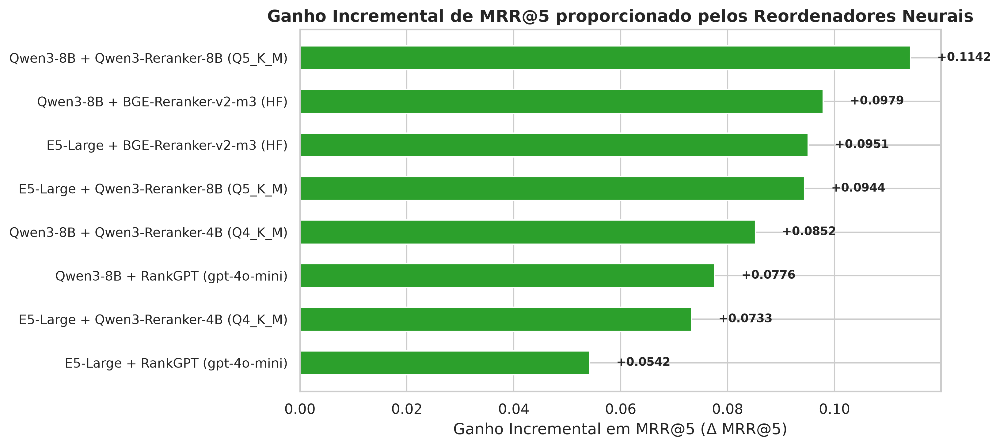 Ganho Incremental de MRR@5 proporcionado pelos Reordenadores Neurais
Qwen3-8B + Qwen3-Reranker-8B (Q5_K_M)
+0.1142
Qwen3-8B + BGE-Reranker-v2-m3 (HF)
+0.0979
E5-Large + BGE-Reranker-v2-m3 (HF)
+0.0951
E5-Large + Qwen3-Reranker-8B (Q5_K_M)
+0.0944
Qwen3-8B + Qwen3-Reranker-4B (Q4_K_M)
+0.0852
Qwen3-8B + RankGPT (gpt-4o-mini)
+0.0776
E5-Large + Qwen3-Reranker-4B (Q4_K_M)
+0.0733
E5-Large + RankGPT (gpt-4o-mini)
+0.0542
0.00 0.02 0.04 0.06 0.08 0.10
Ganho Incremental em MRR@5 (Δ MRR@5)